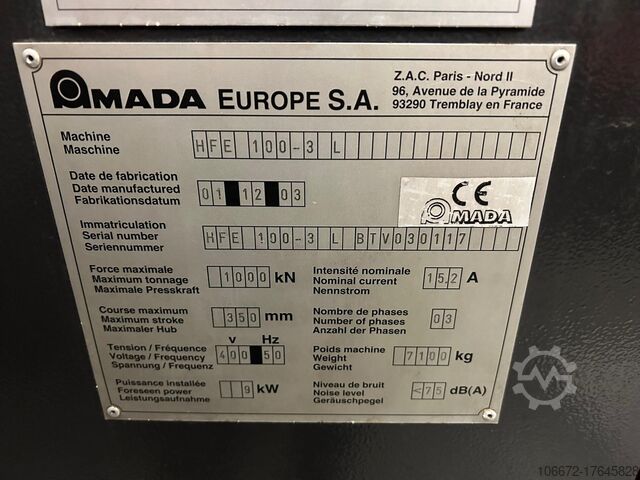 AMADA EUROPE S.A.
Z.A.C. Paris - Nord II
96, Avenue de la Pyramide
93290 Tremblay en France
Machine
Maschine
HFE 100-3 L
Date de fabrication
Date manufactured
Fabrikationsdatum
01 12 03
CE
AMADA
Immatriculation
Serial number
Seriennummer
HFE 100-3 L BTV030117
Force maximale
Maximum tonnage
Maximale Presskraft
1000 kN
Intensité nominale
Nominal current
Nennstrom
15.2 A
Course maximum
Maximum stroke
Maximaler Hub
350 mm
Nombre de phases
Number of phases
Anzahl der Phasen
03
V Hz
Tension / Fréquence
Voltage / Frequency
Spannung / Frequenz
400 50
Poids machine
Weight
Gewicht
7100 kg
Puissance installée
Foreseen power
Leistungsaufnahme
9 kW
Niveau de bruit
Noise level
Geräuschpegel
<75 dB(A)
108672-17645828